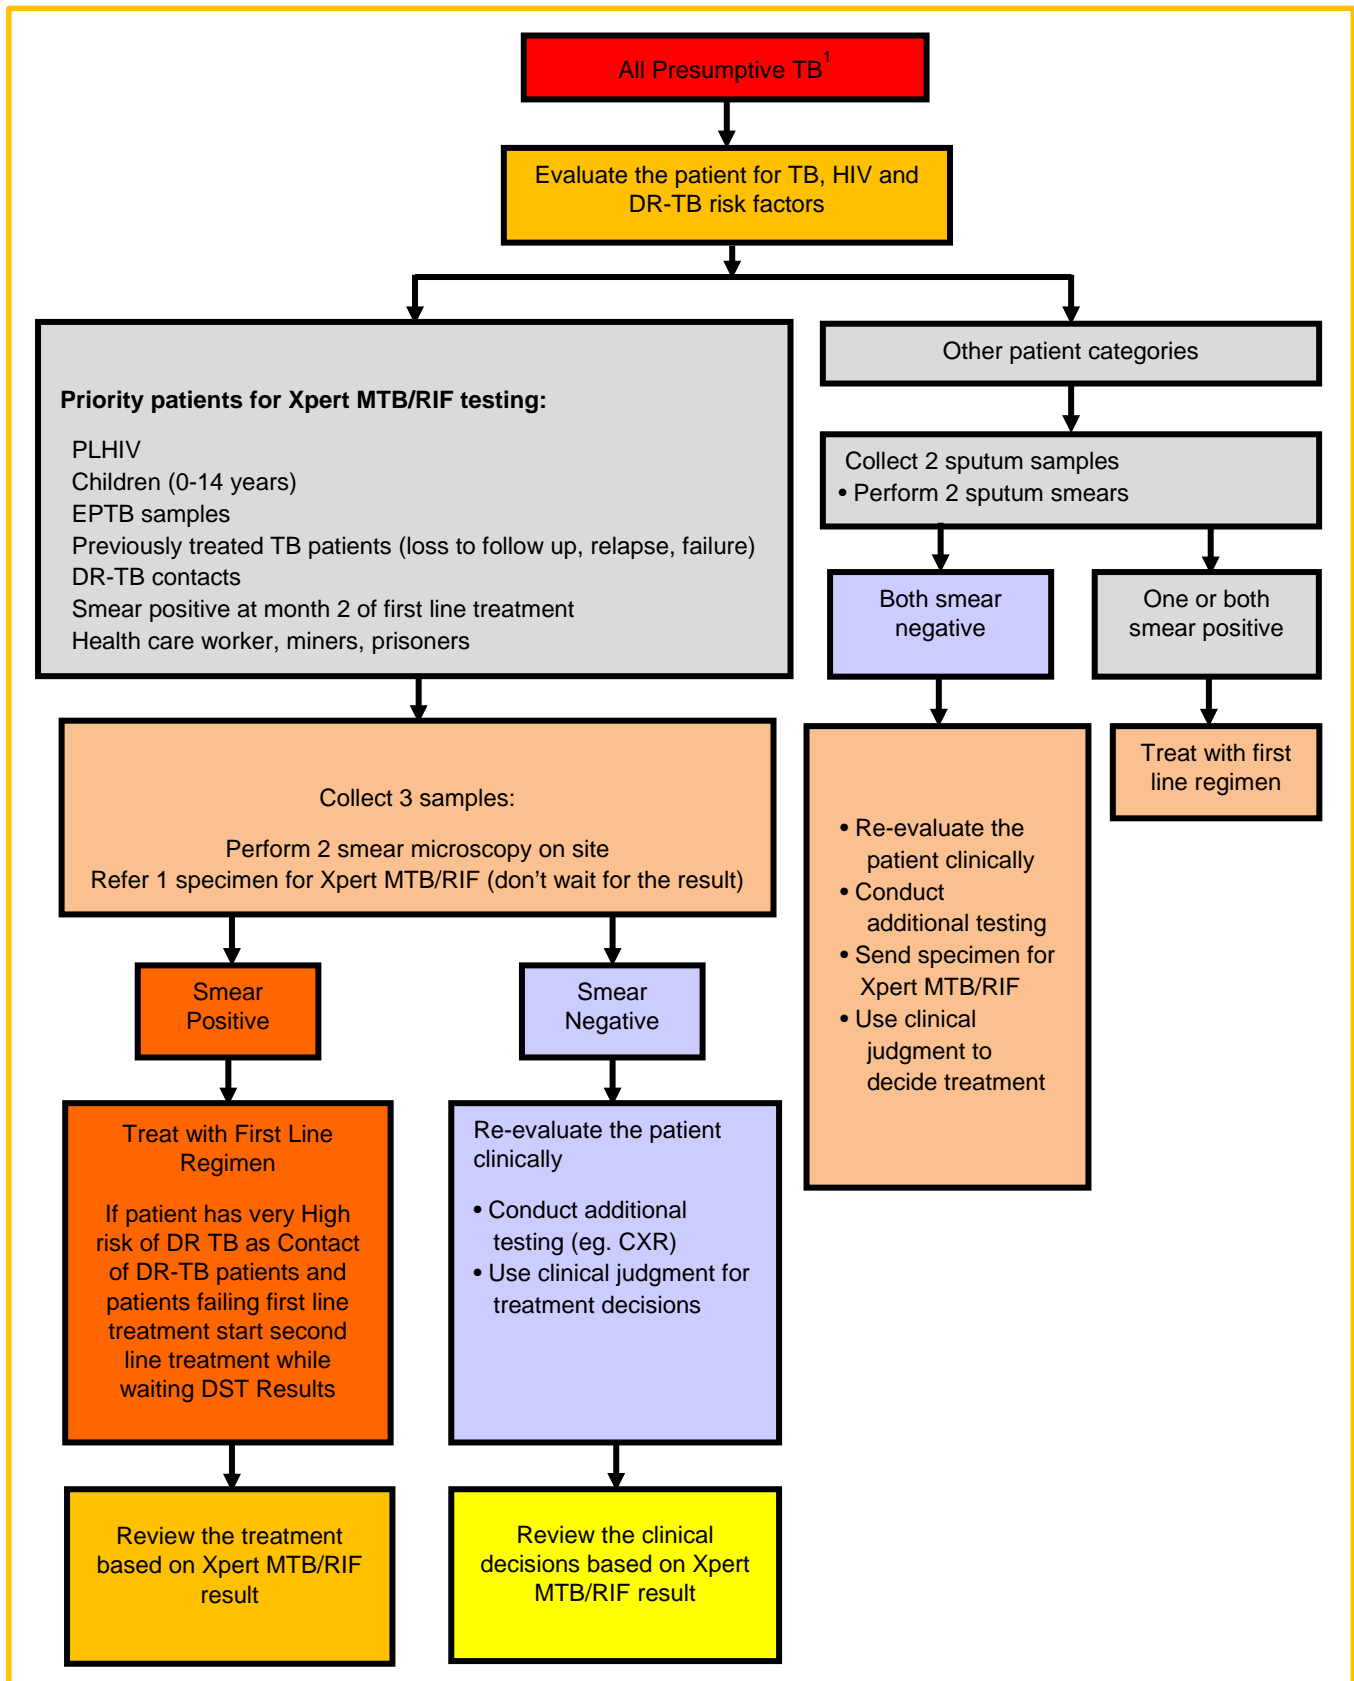 All Presumptive TB1
Evaluate the patient for TB, HIV and
DR-TB risk factors
Priority patients for Xpert MTB/RIF testing:
PLHIV
Children (0-14 years)
EPTB samples
Previously treated TB patients (loss to follow up, relapse, failure)
DR-TB contacts
Smear positive at month 2 of first line treatment
Health care worker, miners, prisoners
Other patient categories
Collect 2 sputum samples
• Perform 2 sputum smears
Both smear
negative
One or both
smear positive
Collect 3 samples:
Perform 2 smear microscopy on site
Refer 1 specimen for Xpert MTB/RIF (don’t wait for the result)
• Re-evaluate the
patient clinically
• Conduct
additional testing
• Send specimen for
Xpert MTB/RIF
• Use clinical
judgment to
decide treatment
Treat with first
line regimen
Smear
Positive
Smear
Negative
Treat with First Line
Regimen
If patient has very High
risk of DR TB as Contact
of DR-TB patients and
patients failing first line
treatment start second
line treatment while
waiting DST Results
Re-evaluate the patient
clinically
• Conduct additional
testing (eg. CXR)
• Use clinical judgment for
treatment decisions
Review the treatment
based on Xpert MTB/RIF
result
Review the clinical
decisions based on Xpert
MTB/RIF result